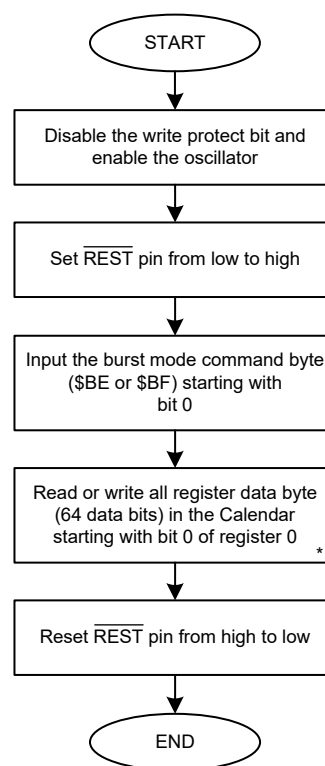 START
Disable the write protect bit and
enable the oscillator
Set REST pin from low to high
Input the burst mode command byte
($BE or $BF) starting with
bit 0
Read or write all register data byte
(64 data bits) in the Calendar
starting with bit 0 of register 0
*
Reset REST pin from high to low
END